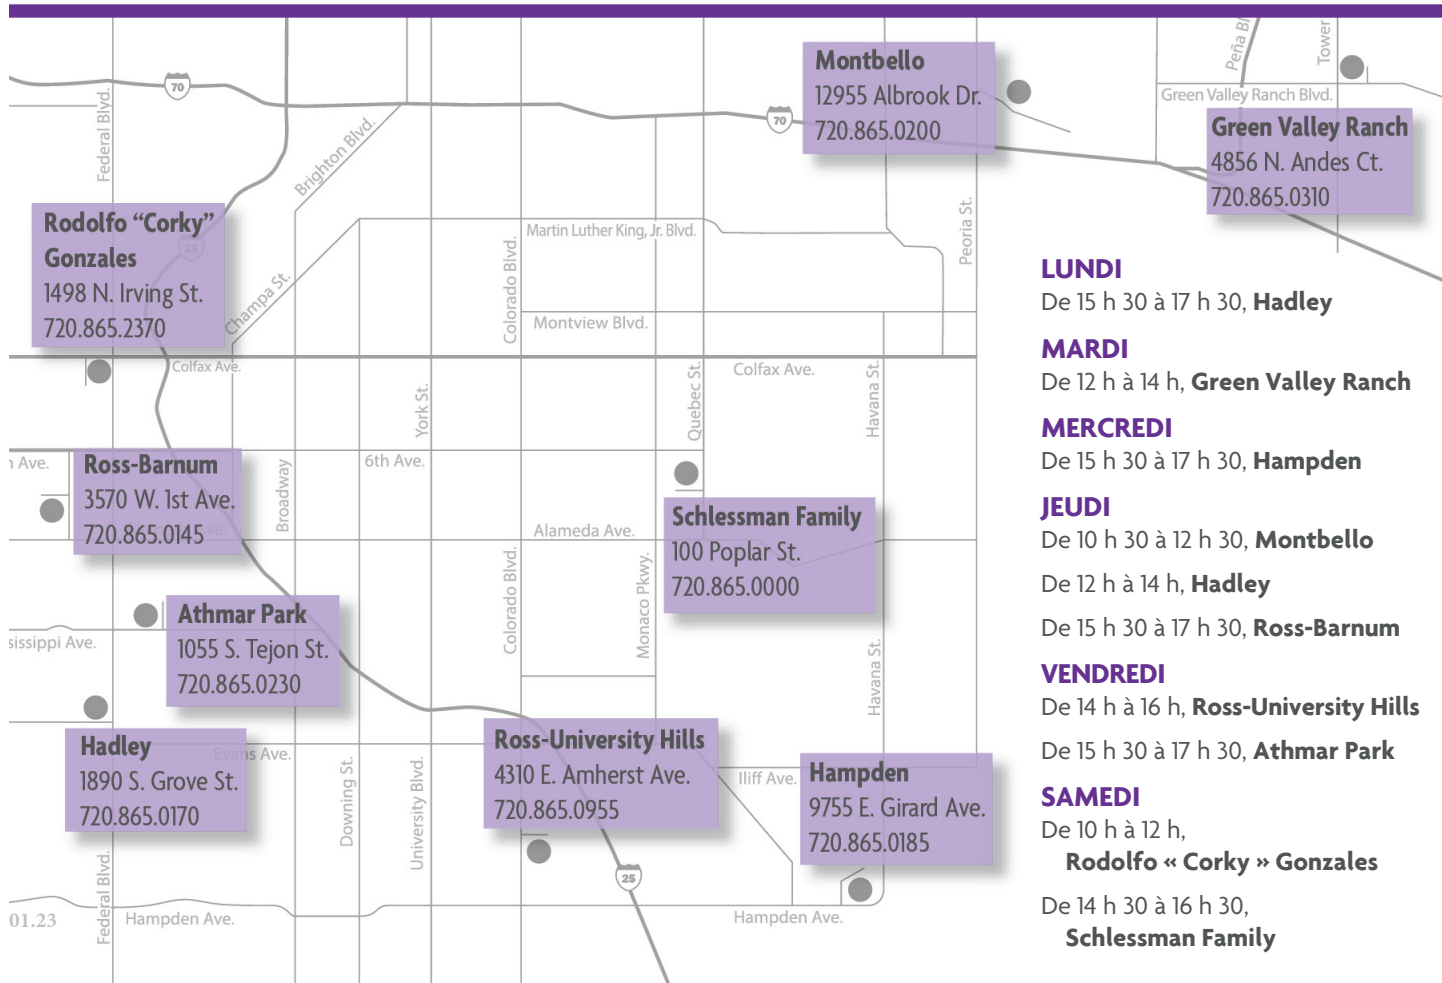 Peña Bl
Tower
Green Valley Ranch Blvd.
Montbello
12955 Albrook Dr.
720.865.0200
Green Valley Ranch
4856 N. Andes Ct.
720.865.0310
70
70
Federal Blvd.
Brighton Blvd.
Rodolfo “Corky”
Gonzales
1498 N. Irving St.
720.865.2370
25
Champa St.
Martin Luther King, Jr. Blvd.
Colorado Blvd.
Peoria St.
Montview Blvd.
Colfax Ave.
Colfax Ave.
York St.
Quebec St.
Havana St.
Ave.
6th Ave.
Broadway
Ross-Barnum
3570 W. 1st Ave.
720.865.0145
Alameda Ave.
Schlessman Family
100 Poplar St.
720.865.0000
Colorado Blvd.
Monaco Pkwy.
Athmar Park
1055 S. Tejon St.
720.865.0230
sissippi Ave.
Havana St.
Hadley
1890 S. Grove St.
720.865.0170
Evans Ave.
Downing St.
University Blvd.
Ross-University Hills
4310 E. Amherst Ave.
720.865.0955
Iliff Ave.
Hampden
9755 E. Girard Ave.
720.865.0185
25
Federal Blvd.
01.23
Hampden Ave.
Hampden Ave.
LUNDI
De 15 h 30 à 17 h 30, Hadley
MARDI
De 12 h à 14 h, Green Valley Ranch
MERCREDI
De 15 h 30 à 17 h 30, Hampden
JEUDI
De 10 h 30 à 12 h 30, Montbello
De 12 h à 14 h, Hadley
De 15 h 30 à 17 h 30, Ross-Barnum
VENDREDI
De 14 h à 16 h, Ross-University Hills
De 15 h 30 à 17 h 30, Athmar Park
SAMEDI
De 10 h à 12 h,
Rodolfo « Corky » Gonzales
De 14 h 30 à 16 h 30,
Schlessman Family